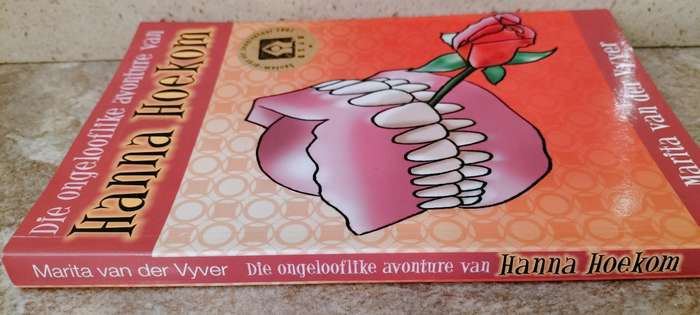 Die ongelooflike avonture van
Hanna Hoekom
Marita van der Vyver
Marita van der Vyver Die ongelooflike avonture van Hanna Hoekom